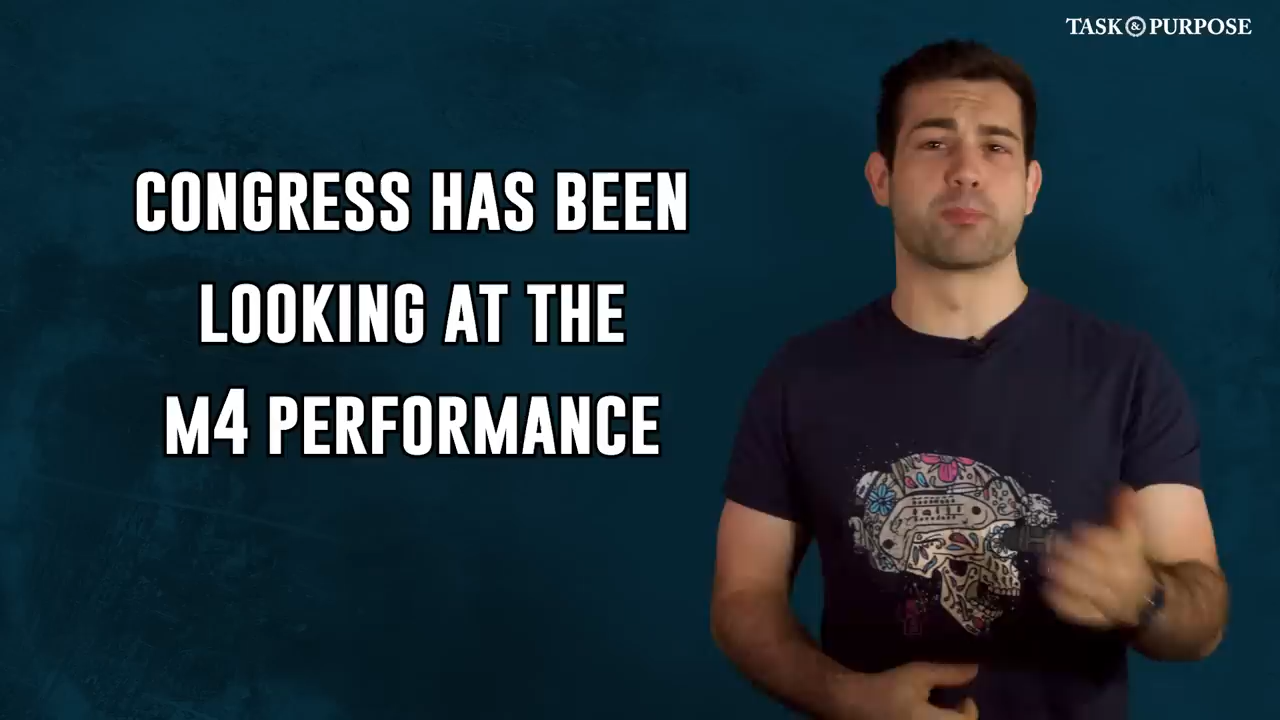 TASK & PURPOSE
CONGRESS HAS BEEN
LOOKING AT THE
M4 PERFORMANCE